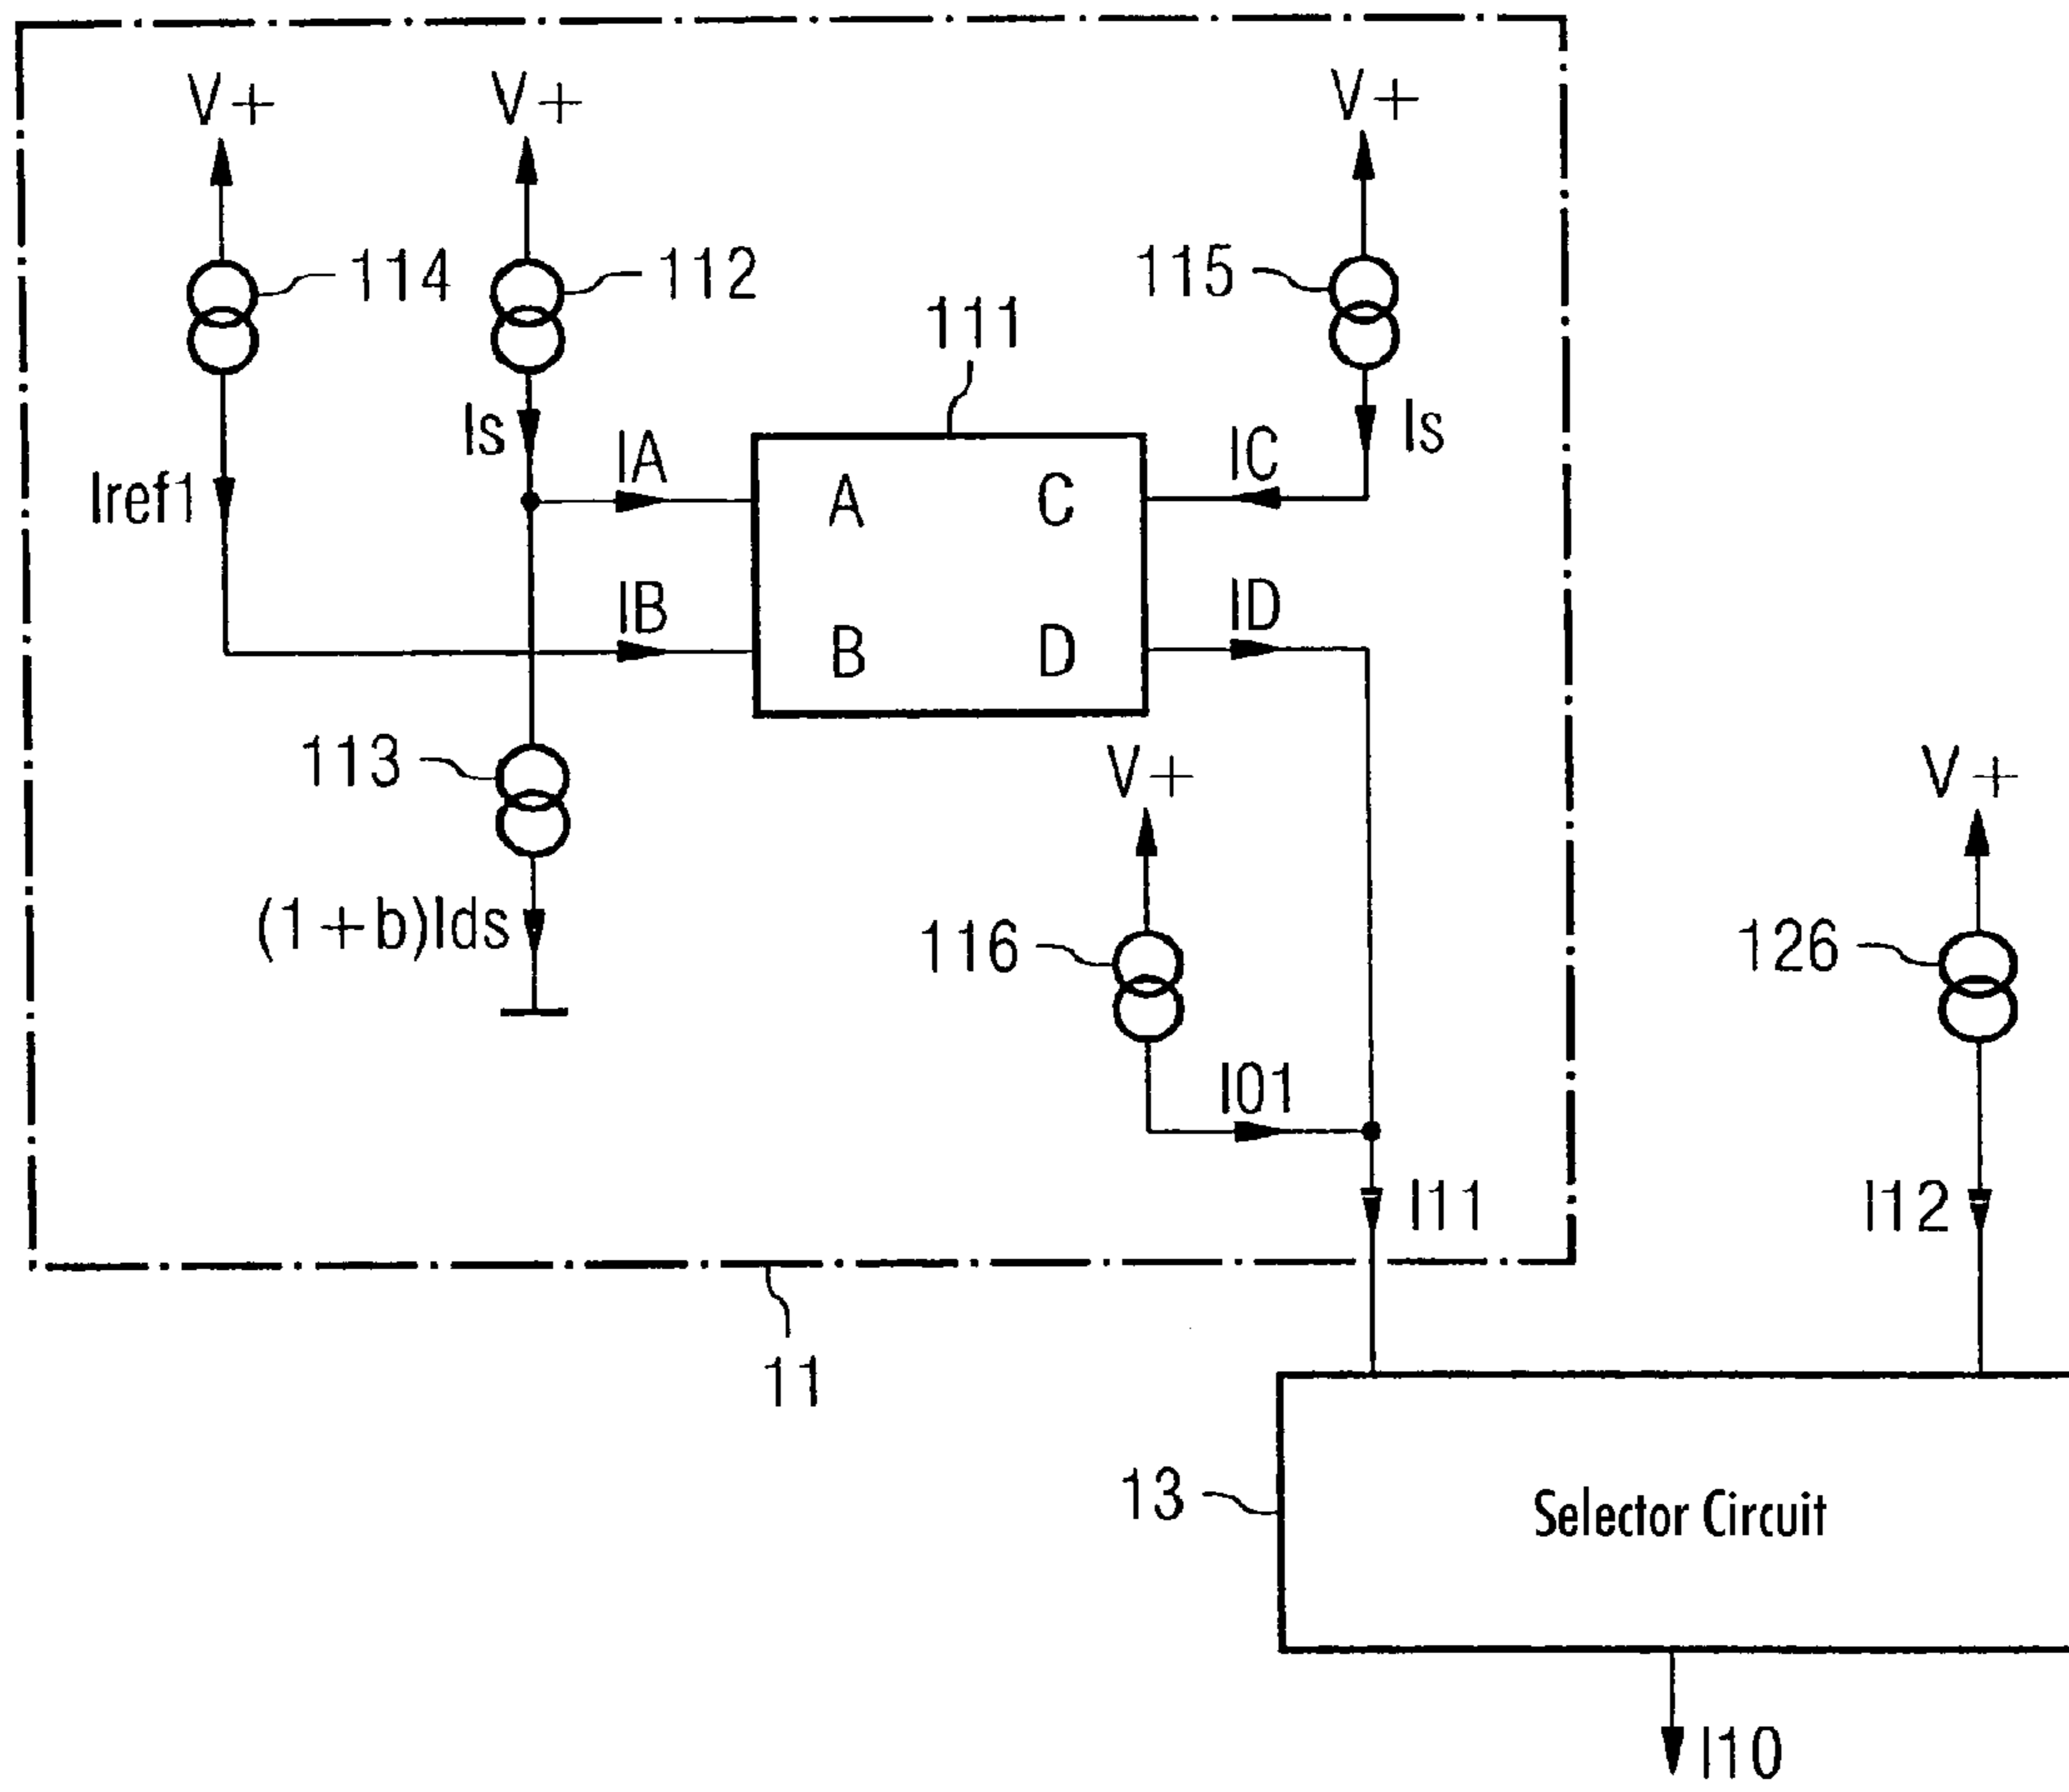 V+
V+
V+
114
112
115
111
Is
Is
IA
IC
Iref1
A
C
IB
ID
B
D
113
V+
V+
(1+b)Ids
116
126
I01
I11
I12
11
13
Selector Circuit
I10